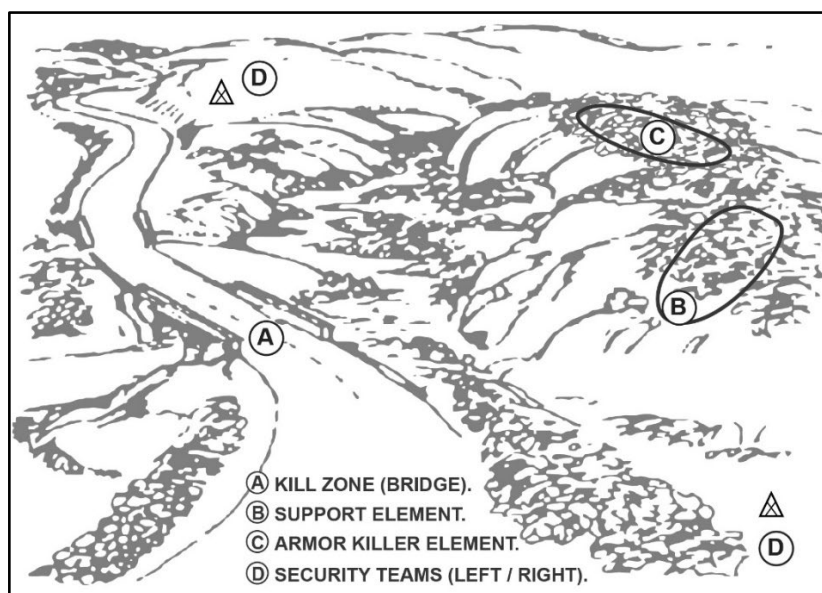 D
C
B
A
A KILL ZONE (BRIDGE).
B SUPPORT ELEMENT.
C ARMOR KILLER ELEMENT.
D SECURITY TEAMS (LEFT / RIGHT).
D